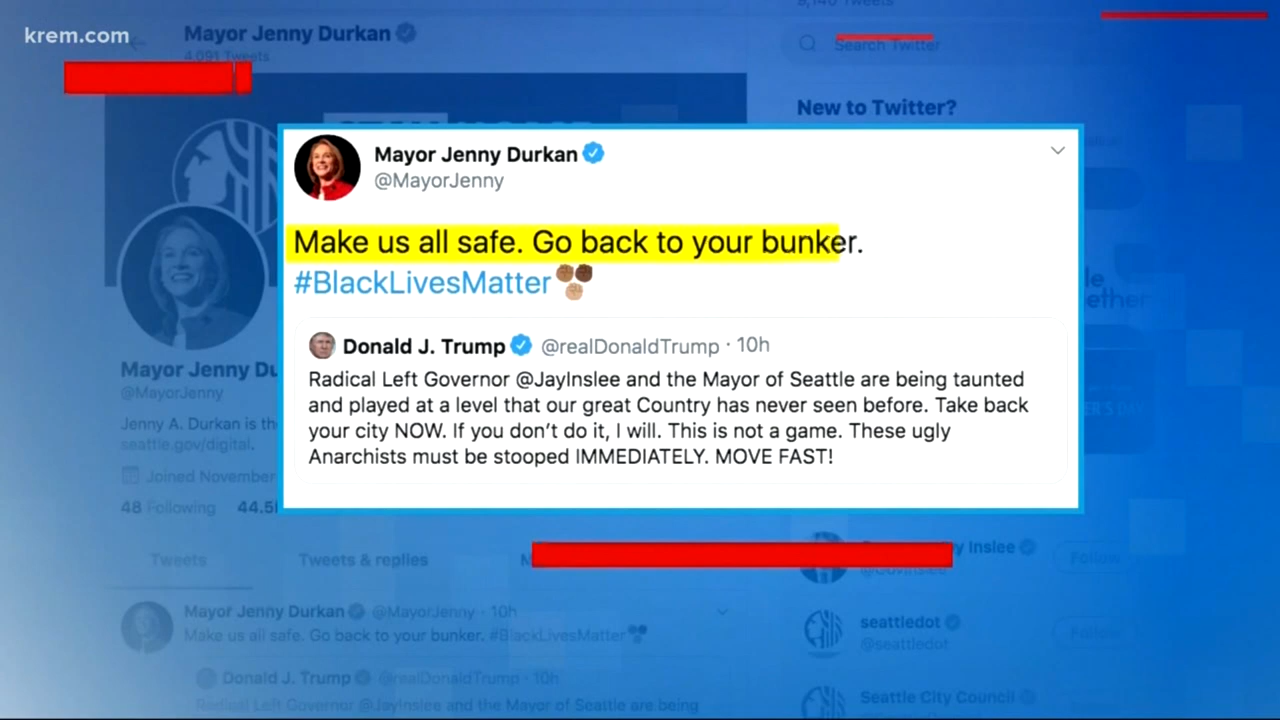 krem.com
Mayor Jenny Durkan
4,091 Tweets
Search Twitter
New to Twitter?
Mayor Jenny Durkan
@MayorJenny
Make us all safe. Go back to your bunker.
#BlackLivesMatter
Donald J. Trump @realDonaldTrump · 10h
Radical Left Governor @JayInslee and the Mayor of Seattle are being taunted
and played at a level that our great Country has never seen before. Take back
your city NOW. If you don't do it, I will. This is not a game. These ugly
Anarchists must be stooped IMMEDIATELY. MOVE FAST!
Mayor Jenny Du
@MayorJenny
Jenny A. Durkan is the
seattle.gov/digital.
Joined November
48 Following 44.5
Tweets
Tweets & replies
y Inslee
@GovInslee
Follow
Mayor Jenny Durkan @MayorJenny · 10h
Make us all safe. Go back to your bunker. #BlackLivesMatter
seattledot
@seattledot
Follow
Donald J. Trump @realDonaldTrump · 10h
Radical Left Governor @JayInslee and the Mayor of Seattle are being
Seattle City Council